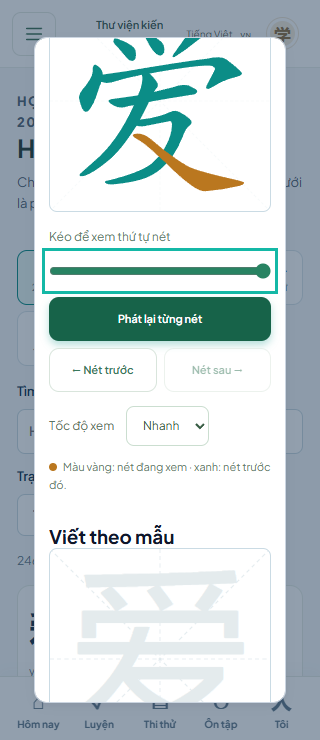 Thư viện kiến
Tiếng Việt
VN
学
爱
Kéo để xem thứ tự nét
Phát lại từng nét
← Nét trước
Nét sau →
Tốc độ xem
Nhanh
Màu vàng: nét đang xem · xanh: nét trước
đó.
Viết theo mẫu
爱
Hôm nay
Luyện
Thi thử
Ôn tập
Tôi